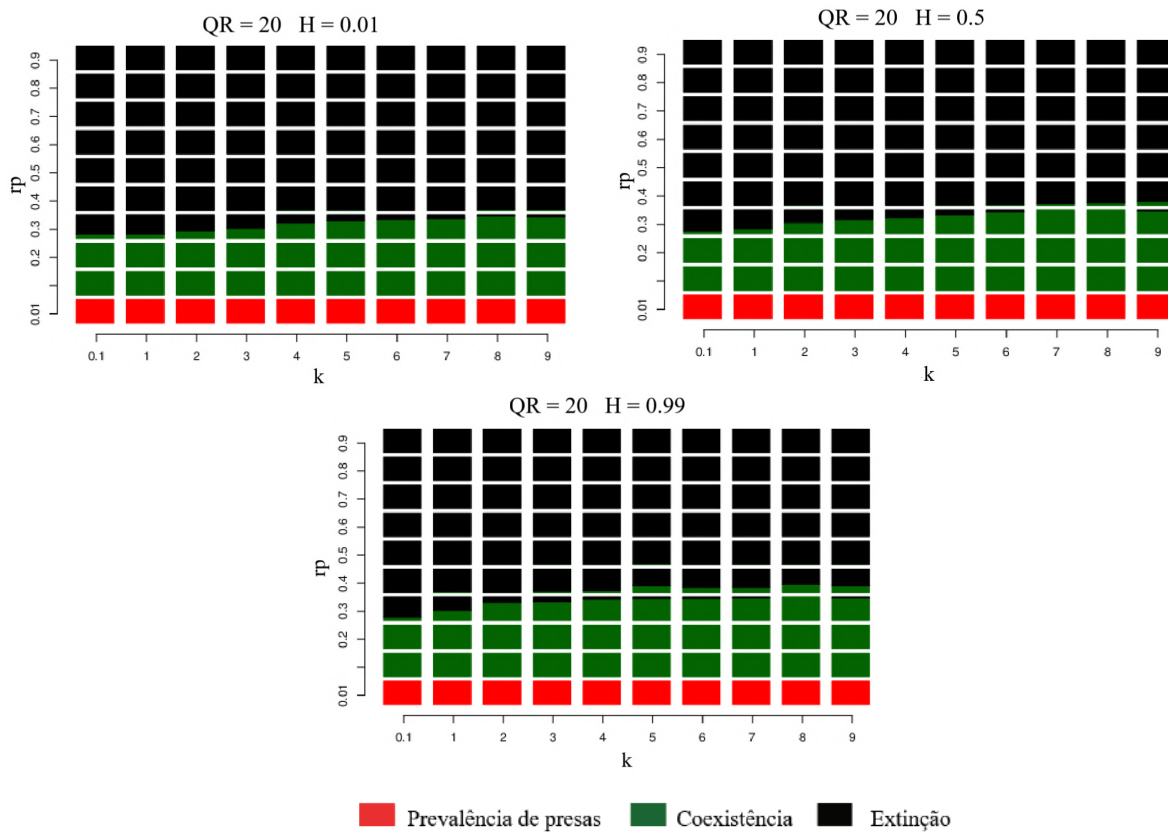 QR = 20 H = 0.01
rp
0.9
0.8
0.7
0.6
0.5
0.4
0.3
0.2
0.01
0.1 1 2 3 4 5 6 7 8 9
k
QR = 20 H = 0.5
rp
0.9
0.8
0.7
0.6
0.5
0.4
0.3
0.2
0.01
0.1 1 2 3 4 5 6 7 8 9
k
QR = 20 H = 0.99
rp
0.9
0.8
0.7
0.6
0.5
0.4
0.3
0.2
0.01
0.1 1 2 3 4 5 6 7 8 9
k
Prevalência de presas Coexistência Extinção